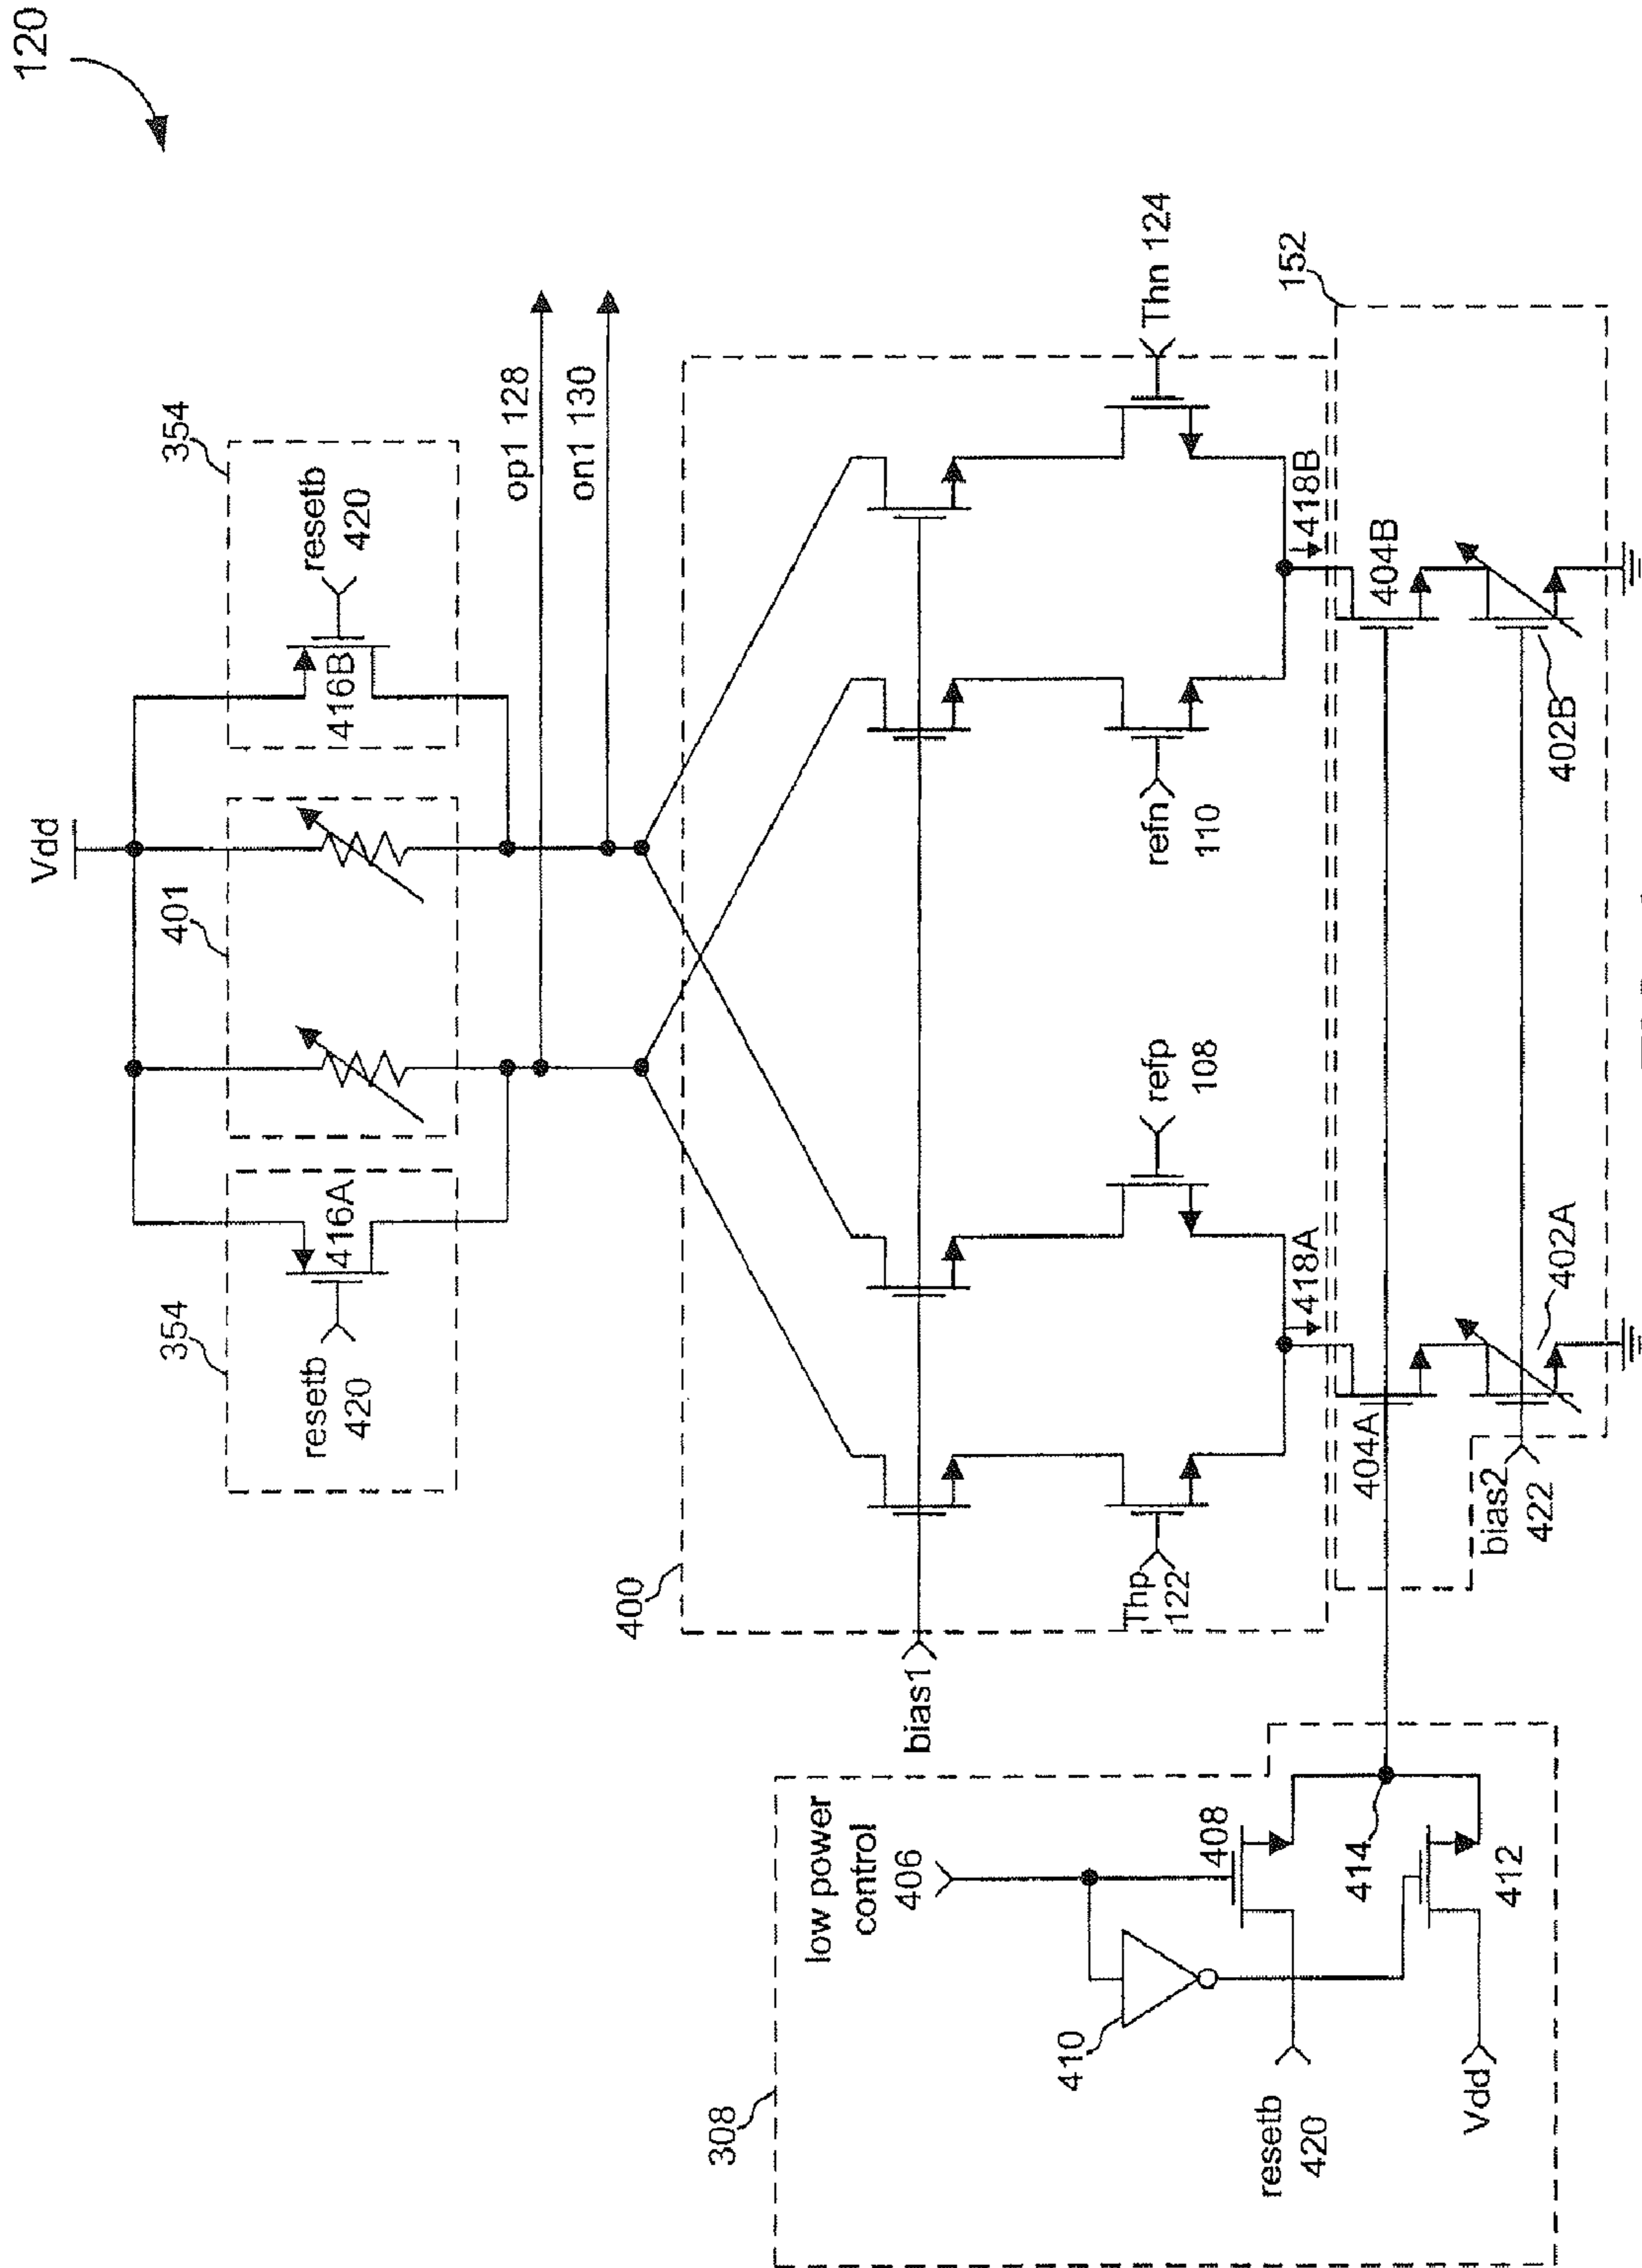 120
Vdd
354
resetb
420
416A
401
354
resetb
420
416B
op1 128
on1 130
400
bias1
Thp
122
refp
108
refn
110
Thn 124
418A
418B
152
404A
404B
402A
402B
bias2
422
308
low power
control
406
408
410
414
412
resetb
420
Vdd